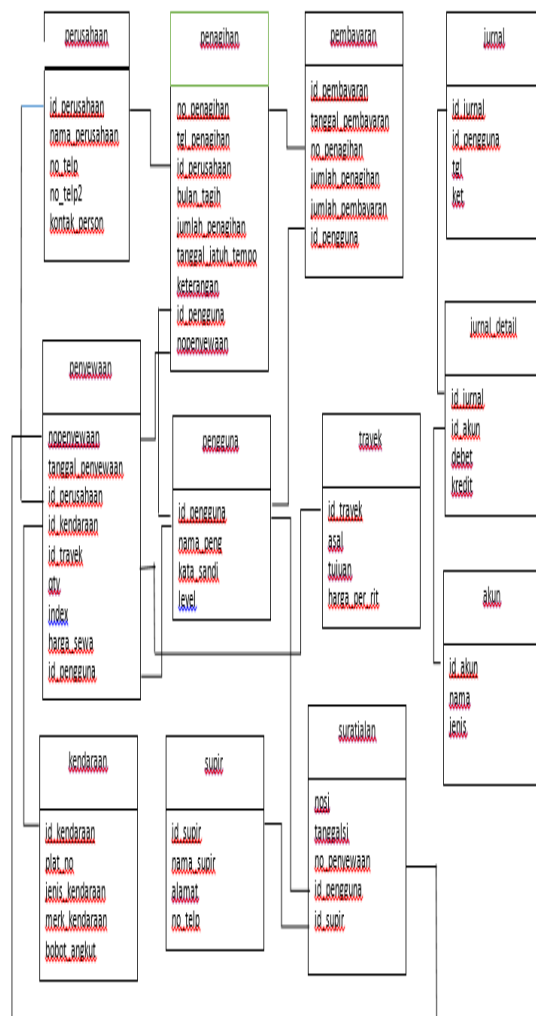 perusahaan
id_perusahaan
nama_perusahaan
no_telp
no_telp2
kontak_person
penagihan
no_penagihan
tgl_penagihan
id_perusahaan
bulan_tagih
jumlah_penagihan
tanggal_jatuh_tempo
keterangan
id_pengguna
nopenyewaan
pembayaran
id_pembayaran
tanggal_pembayaran
no_penagihan
jumlah_penagihan
jumlah_pembayaran
id_pengguna
jurnal
id_jurnal
id_pengguna
tgl
ket
jurnal_detail
id_jurnal
id_akun
debet
kredit
penyewaan
nopenyewaan
tanggal_penyewaan
id_perusahaan
id_kendaraan
id_trayek
qty
index
harga_sewa
id_pengguna
pengguna
id_pengguna
nama_peng
kata_sandi
level
trayek
id_trayek
asal
tujuan
harga_per_rit
akun
id_akun
nama
jenis
kendaraan
id_kendaraan
plat_no
jenis_kendaraan
merk_kendaraan
bobot_angkut
supir
id_supir
nama_supir
alamat
no_telp
suratjalan
nosj
tanggalsj
no_penyewaan
id_pengguna
id_supir